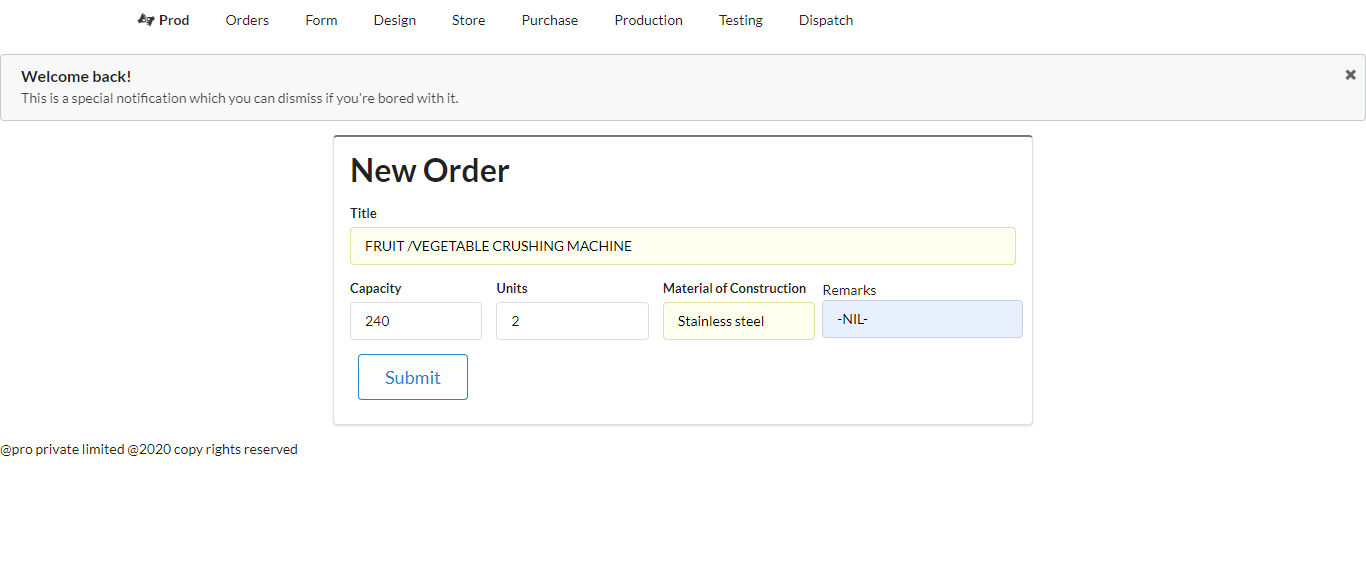 Prod Orders Form Design Store Purchase Production Testing Dispatch
Welcome back!
This is a special notification which you can dismiss if you're bored with it.
New Order
Title
FRUIT /VEGETABLE CRUSHING MACHINE
Capacity Units Material of Construction Remarks
240 2 Stainless steel -NIL-
Submit
@pro private limited @2020 copy rights reserved